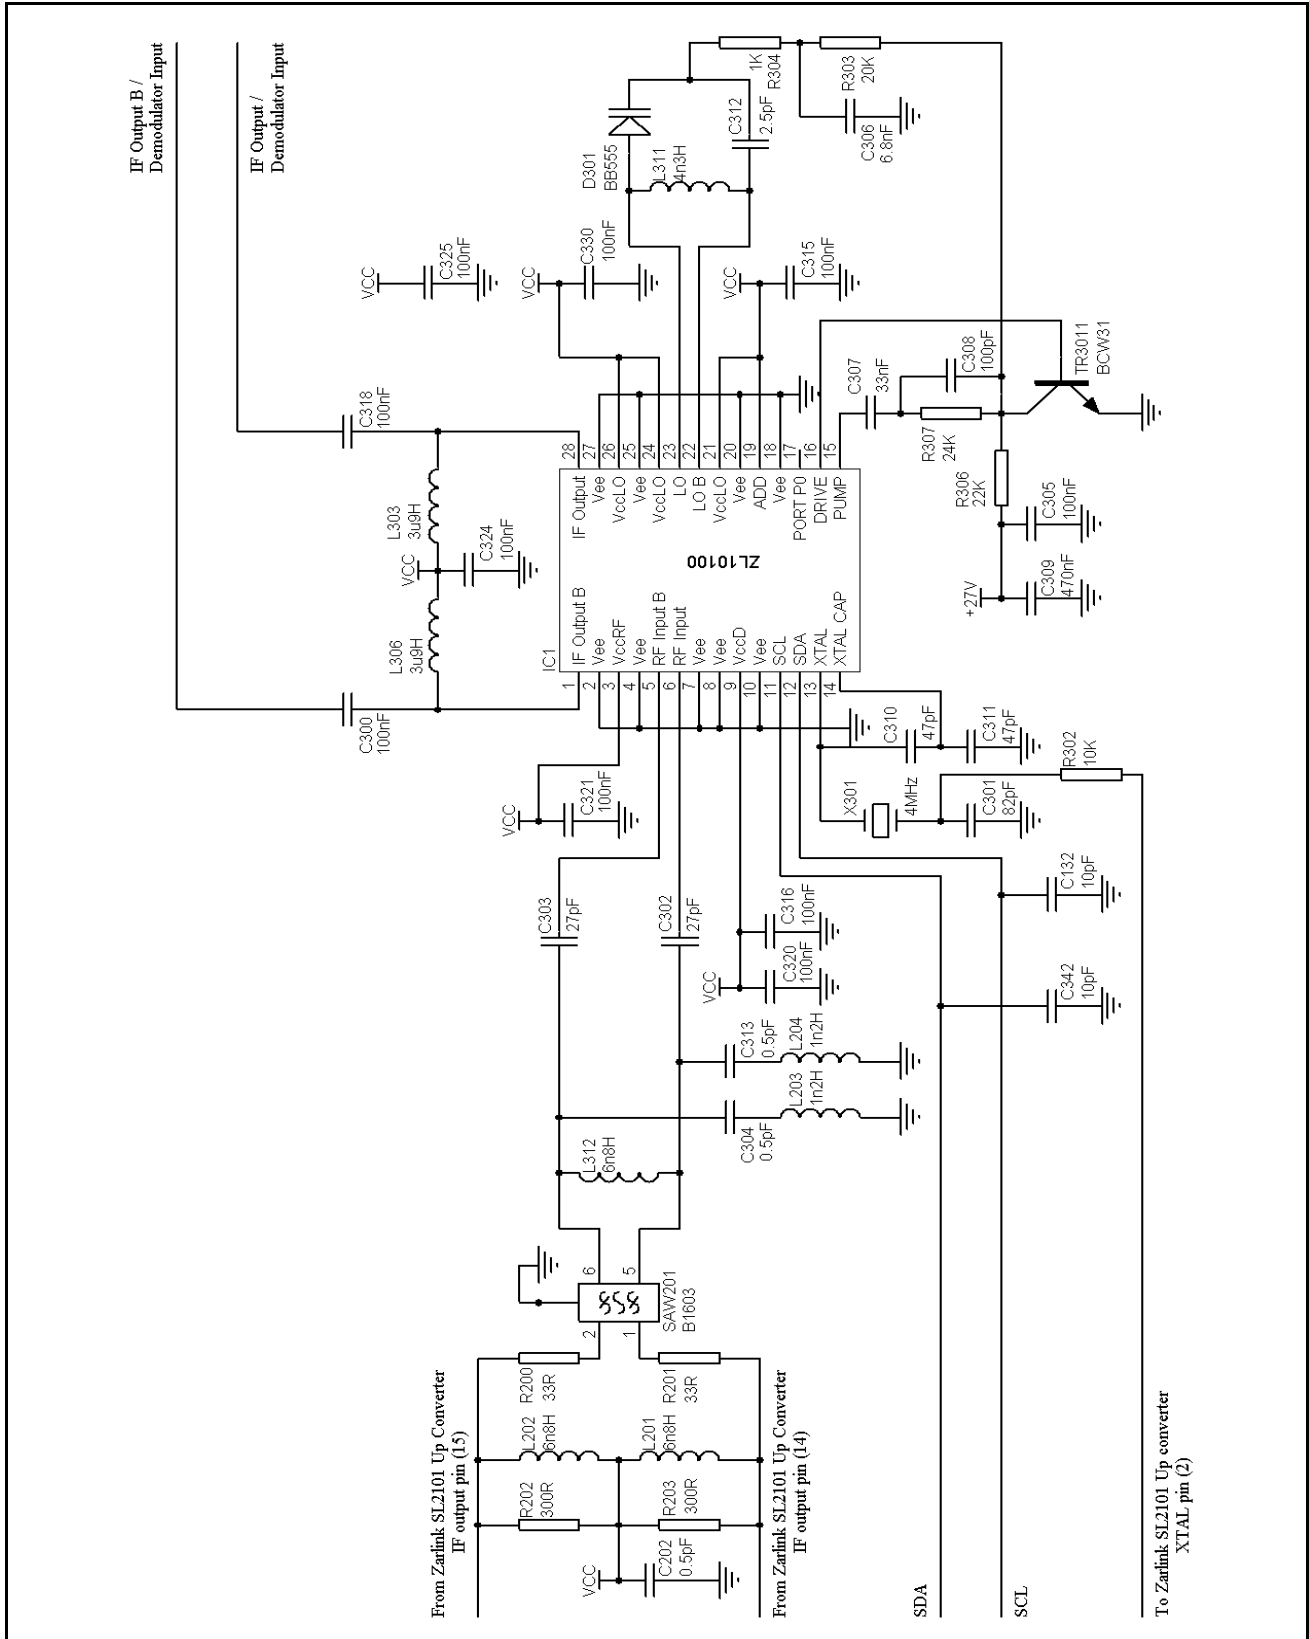 IF Output B /
Demodulator Input
IF Output /
Demodulator Input
C300
100nF
C318
100nF
L306
3u9H
L303
3u9H
VCC
C324
100nF
VCC
C325
100nF
VCC
C330
100nF
VCC
C315
100nF
D301
BB555
L311
4n3H
C312
2.5pF
1K
R304
R303
20K
C306
6.8nF
C307
33nF
C308
100pF
R307
24K
R306
22K
TR3011
BCW31
C305
100nF
+27V
C309
470nF
IC1
ZL10100
1 IF Output B
2 Vee
3 VccRF
4 Vee
5 RF Input B
6 RF Input
7 Vee
8 Vee
9 VccD
10 Vee
11 SCL
12 SDA
13 XTAL
14 XTAL CAP
28 IF Output
27 Vee
26 VccLO
25 Vee
24 VccLO
23 LO
22 LO B
21 VccLO
20 Vee
19 ADD
18 Vee
17 PORT P0
16 DRIVE
15 PUMP
VCC
C321
100nF
C303
27pF
C302
27pF
VCC
C320
100nF
C316
100nF
C310
47pF
C311
47pF
X301
4MHz
C301
82pF
R302
10K
C132
10pF
C342
10pF
C313
0.5pF
L204
1n2H
C304
0.5pF
L203
1n2H
L312
6n8H
6
5
2
1
SAW201
B1603
R200
33R
R201
33R
L202
6n8H
L201
6n8H
R202
300R
R203
300R
VCC
C202
0.5pF
From Zarlink SL2101 Up Converter
IF output pin (15)
From Zarlink SL2101 Up Converter
IF output pin (14)
SDA
SCL
To Zarlink SL2101 Up converter
XTAL pin (2)